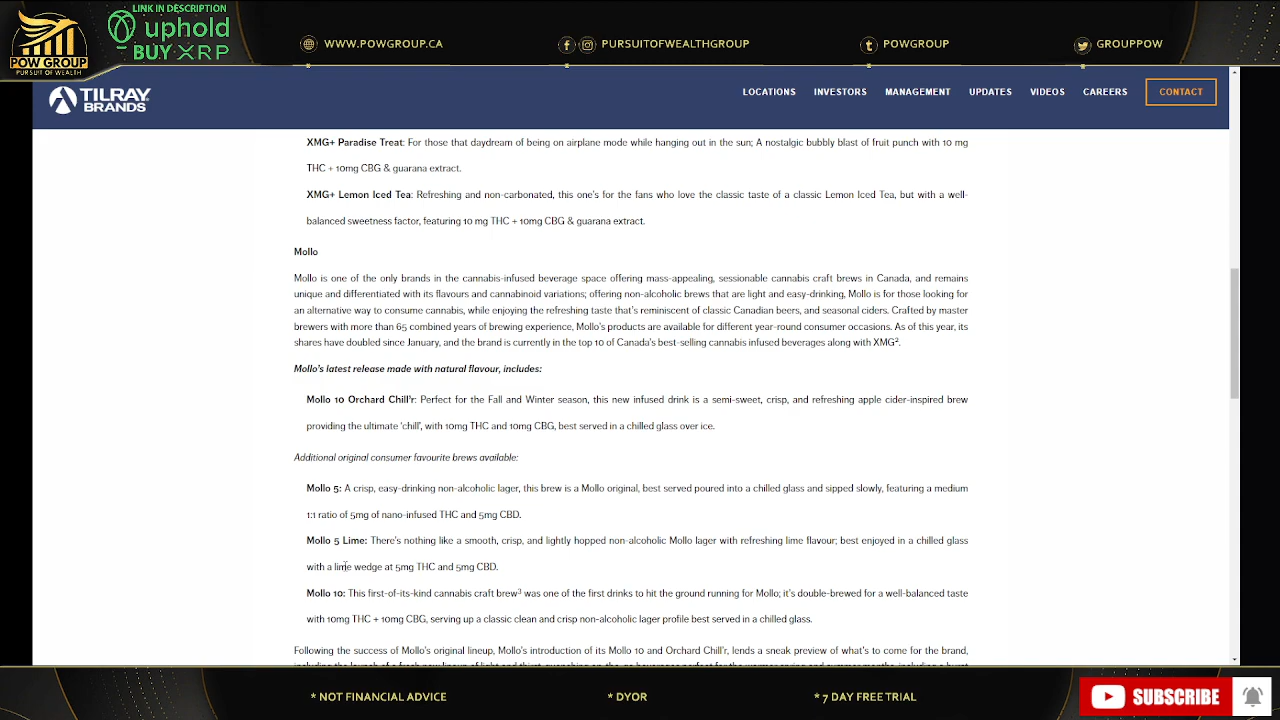 LINK IN DESCRIPTION
uphold
BUY XRP
POW GROUP
PURSUIT OF WEALTH
WWW.POWGROUP.CA
PURSUITOFWEALTHGROUP
POWGROUP
GROUPPOW
TILRAY BRANDS
LOCATIONS INVESTORS MANAGEMENT UPDATES VIDEOS CAREERS CONTACT
XMG+ Paradise Treat: For those that daydream of being on airplane mode while hanging out in the sun; A nostalgic bubbly blast of fruit punch with 10 mg
THC + 10mg CBG & guarana extract.
XMG+ Lemon Iced Tea: Refreshing and non-carbonated, this one's for the fans who love the classic taste of a classic Lemon Iced Tea, but with a well-
balanced sweetness factor, featuring 10 mg THC + 10mg CBG & guarana extract.
Mollo
Mollo is one of the only brands in the cannabis-infused beverage space offering mass-appealing, sessionable cannabis craft brews in Canada, and remains
unique and differentiated with its flavours and cannabinoid variations; offering non-alcoholic brews that are light and easy-drinking, Mollo is for those looking for
an alternative way to consume cannabis, while enjoying the refreshing taste that's reminiscent of classic Canadian beers, and seasonal ciders. Crafted by master
brewers with more than 65 combined years of brewing experience, Mollo's products are available for different year-round consumer occasions. As of this year, its
shares have doubled since January, and the brand is currently in the top 10 of Canada's best-selling cannabis infused beverages along with XMG².
Mollo's latest release made with natural flavour, includes:
Mollo 10 Orchard Chill'r: Perfect for the Fall and Winter season, this new infused drink is a semi-sweet, crisp, and refreshing apple cider-inspired brew
providing the ultimate 'chill', with 10mg THC and 10mg CBG, best served in a chilled glass over ice.
Additional original consumer favourite brews available:
Mollo 5: A crisp, easy-drinking non-alcoholic lager, this brew is a Mollo original, best served poured into a chilled glass and sipped slowly, featuring a medium
1:1 ratio of 5mg of nano-infused THC and 5mg CBD.
Mollo 5 Lime: There's nothing like a smooth, crisp, and lightly hopped non-alcoholic Mollo lager with refreshing lime flavour; best enjoyed in a chilled glass
with a lime wedge at 5mg THC and 5mg CBD.
Mollo 10: This first-of-its-kind cannabis craft brew³ was one of the first drinks to hit the ground running for Mollo; it's double-brewed for a well-balanced taste
with 10mg THC + 10mg CBG, serving up a classic clean and crisp non-alcoholic lager profile best served in a chilled glass.
Following the success of Mollo's original lineup, Mollo's introduction of its Mollo 10 and Orchard Chill'r, lends a sneak preview of what's to come for the brand,
* NOT FINANCIAL ADVICE
* DYOR
* 7 DAY FREE TRIAL
SUBSCRIBE